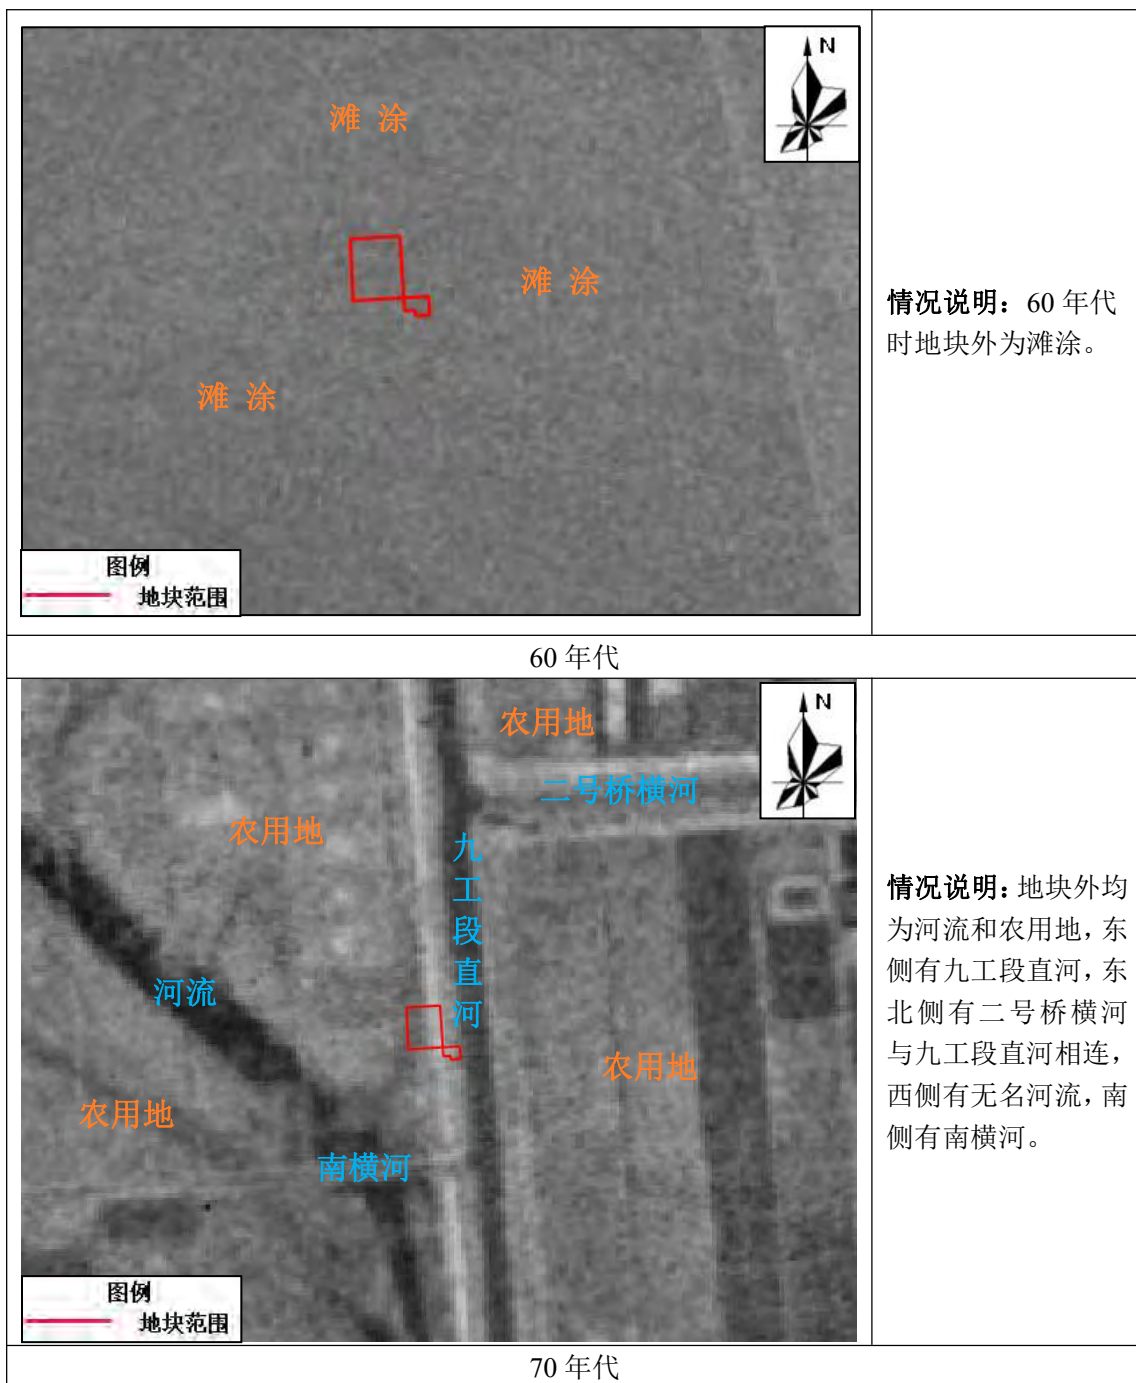 N
滩 涂
滩 涂
滩 涂
图例
地块范围
情况说明：60 年代
时地块外为滩涂。
60 年代
N
农用地
二号桥横河
农用地
九工段直河
河流
农用地
农用地
南横河
图例
地块范围
情况说明：地块外均
为河流和农用地，东
侧有九工段直河，东
北侧有二号桥横河
与九工段直河相连，
西侧有无名河流，南
侧有南横河。
70 年代